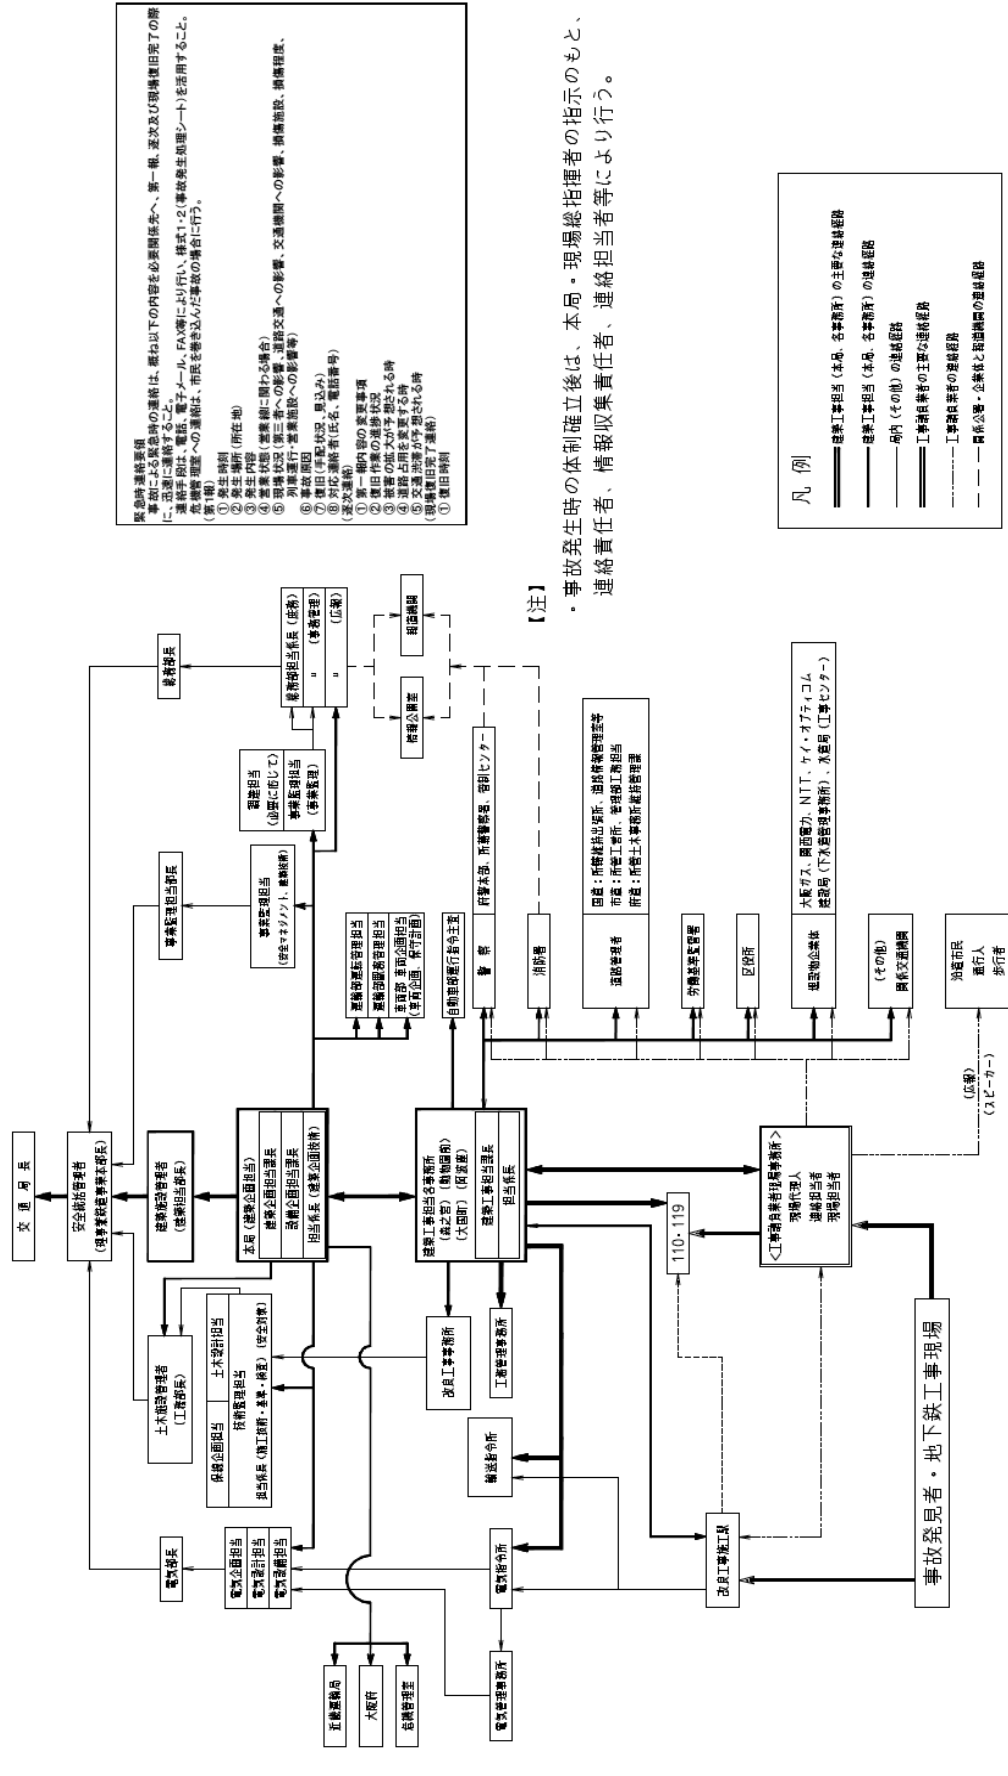 緊急時連絡要領
事故による緊急時の連絡は、概ね以下の内容を必要関係先へ、第一報、逐次及び現場復旧完了の際
に、迅速に連絡すること。
連絡手段は、電話、電子メール、FAX等により行い、様式1・2(事故発生処理シート)を活用すること。
危機管理室への連絡は、市民を巻き込んだ事故の場合に行う。
(第1報)
① 発生時刻
② 発生場所(所在地)
③ 発生内容
④ 営業状態(営業線に関わる場合)
⑤ 現場状況(第三者への影響、道路交通への影響、交通機関への影響、損傷施設、損傷程度、
列車運行・営業施設への影響等)
⑥ 事故原因
⑦ 復旧(手配状況、見込み)
⑧ 対応連絡者(氏名、電話番号)
(逐次連絡)
① 第一報内容の変更事項
② 復旧作業の進捗状況
③ 被害の拡大が予想される時
④ 道路占用を変更する時
⑤ 交通渋滞が予想される時
(現場復旧完了連絡)
① 復旧時刻
【注】
・事故発生時の体制確立後は、本局・現場総指揮者の指示のもと、
連絡責任者、情報収集責任者、連絡担当者等により行う。
凡 例
建築工事担当(本局、各事務所)の主要な連絡経路
建築工事担当(本局、各事務所)の連絡経路
局内(その他)の連絡経路
工事請負業者の主要な連絡経路
工事請負業者の連絡経路
関係公署・企業体と報道機関の連絡経路
交 通 局 長
安全統括管理者
(理事兼鉄道事業本部長)
総務部長
事業監理担当部長
建築施設管理者
(建築担当部長)
土木施設管理者
(工務部長)
電気部長
総務部担当係長(庶務)
〃 (事務管理)
〃 (広報)
調達担当
(必要に応じて)
事業監理担当
(事業監理)
事業監理担当
(安全マネジメント、建築技術)
本局(建築企画担当)
建築企画担当課長
設備企画担当課長
担当係長(建築企画技術)
保線企画担当
土木設計担当
技術監理担当
担当係長(施工技術・基準・検査)(安全対策)
電気企画担当
電気設計担当
電気設備担当
近畿運輸局
大阪府
危機管理室
運輸部運転管理担当
運輸部駅務管理担当
車両部 車両企画担当
(車両企画、保守計画)
自動車部運行指令主査
情報公開室
報道機関
建築工事担当各事務所
(森之宮)(動物園前)
(大国町)(阿波座)
建築工事担当課長
担当係長
改良工事事務所
工務管理事務所
輸送指令所
電気指令所
電気管理事務所
警 察
府警本部、所轄警察署、管制センター
消防署
道路管理者
国道:所轄維持出張所、道路情報管理室等
市道:所管工営所、管理部工務担当
府道:所管土木事務所維持管理課
労働基準監督署
区役所
埋設物企業体
大阪ガス、関西電力、NTT、ケイ・オプティコム
建設局(下水道管理事務所)、水道局(工事センター)
(その他)
関係交通機関
110・119
<工事請負業者現場事務所>
現場代理人
連絡担当者
現場担当者
改良工事施工駅
(広報)
(スピーカー)
沿道市民
通行人
歩行者
事故発見者・地下鉄工事現場